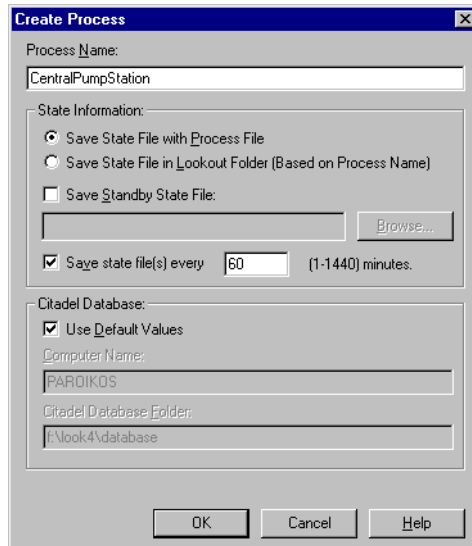 Create Process
Process Name:
CentralPumpStation
State Information:
Save State File with Process File
Save State File in Lookout Folder (Based on Process Name)
Save Standby State File:
Browse...
Save state file(s) every 60 (1-1440) minutes.
Citadel Database:
Use Default Values
Computer Name:
PAROIKOS
Citadel Database Folder:
f:\look4\database
OK Cancel Help